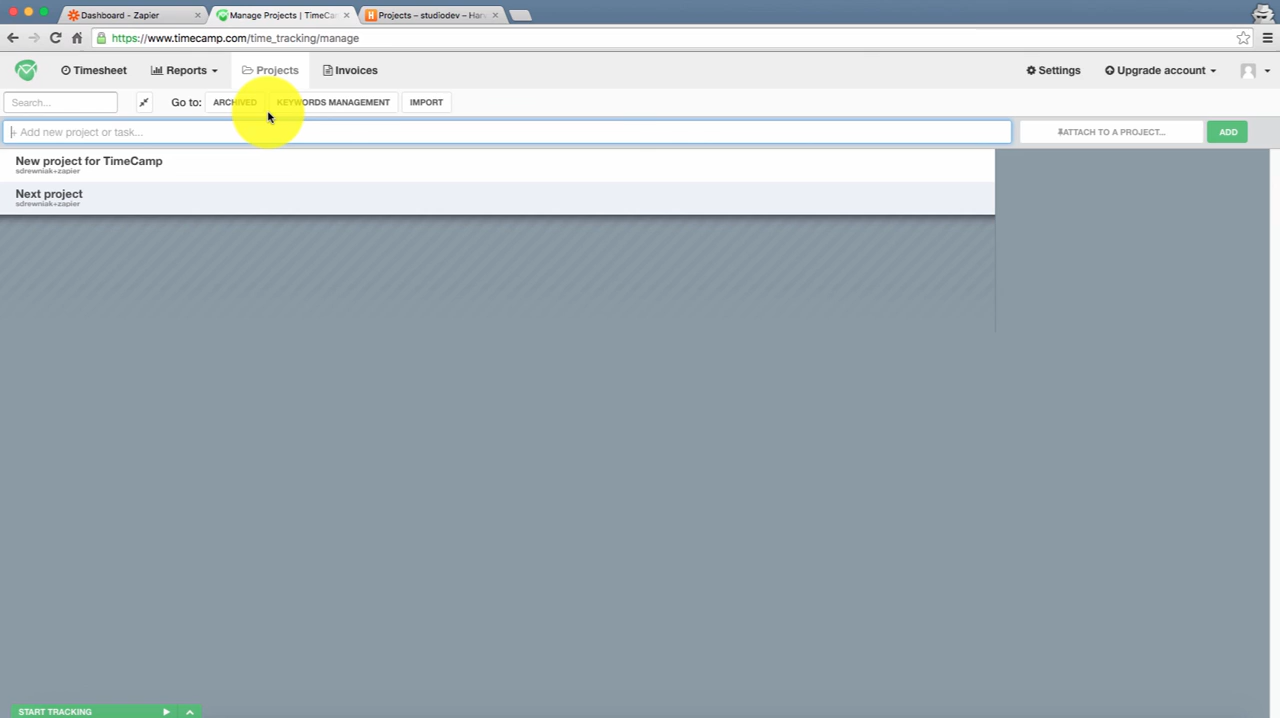 Dashboard - Zapier
Manage Projects | TimeCa
Projects – studiodev – Har
https://www.timecamp.com/time_tracking/manage
Timesheet
Reports
Projects
Invoices
Settings
Upgrade account
Search...
Go to:
ARCHIVED
KEYWORDS MANAGEMENT
IMPORT
+ Add new project or task...
ATTACH TO A PROJECT...
ADD
New project for TimeCamp
sdrewniak+zapier
Next project
sdrewniak+zapier
START TRACKING